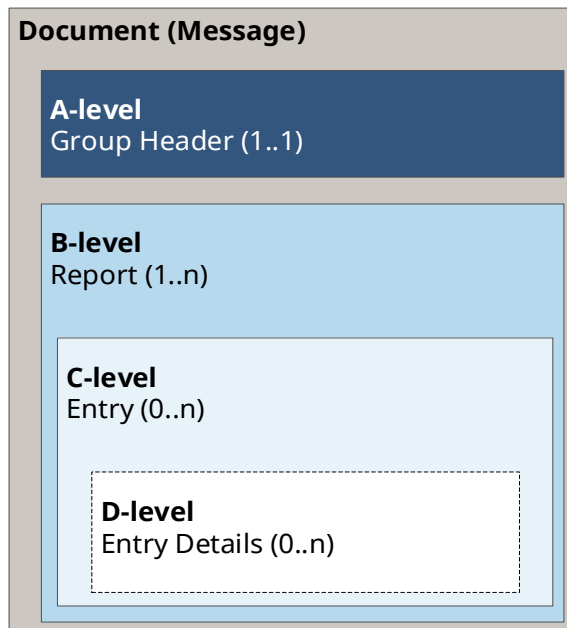 Document (Message)
A-level
Group Header (1..1)
B-level
Report (1..n)
C-level
Entry (0..n)
D-level
Entry Details (0..n)